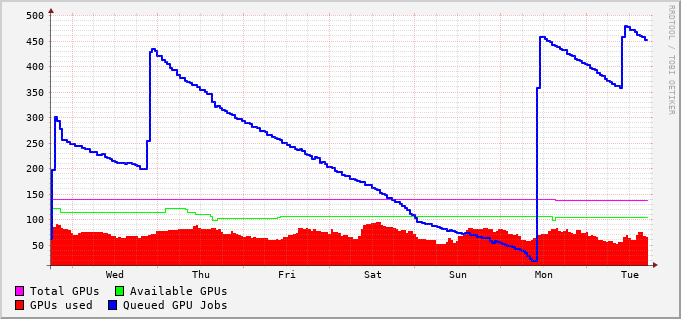 500
450
400
350
300
250
200
150
100
50
Wed Thu Fri Sat Sun Mon Tue
Total GPUs Available GPUs
GPUs used Queued GPU Jobs
RRDTOOL / TOBI OETIKER